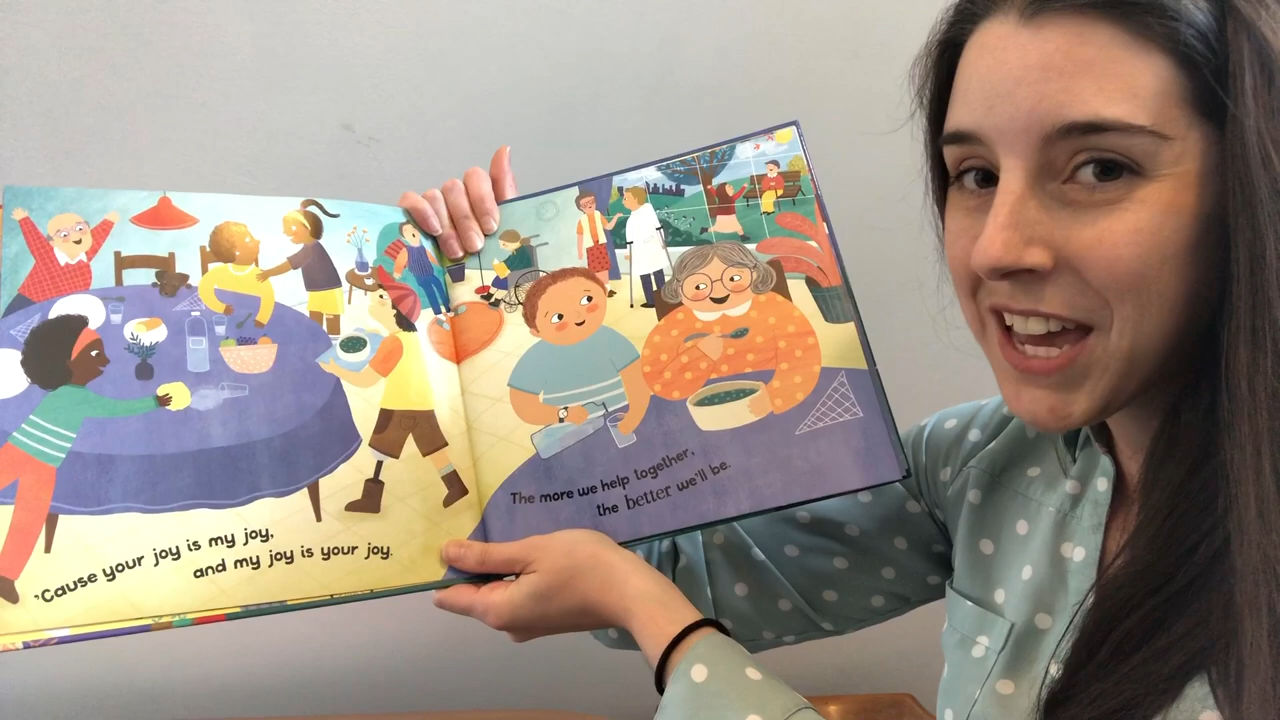 'Cause your joy is my joy,
and my joy is your joy.
The more we help together,
the better we'll be.